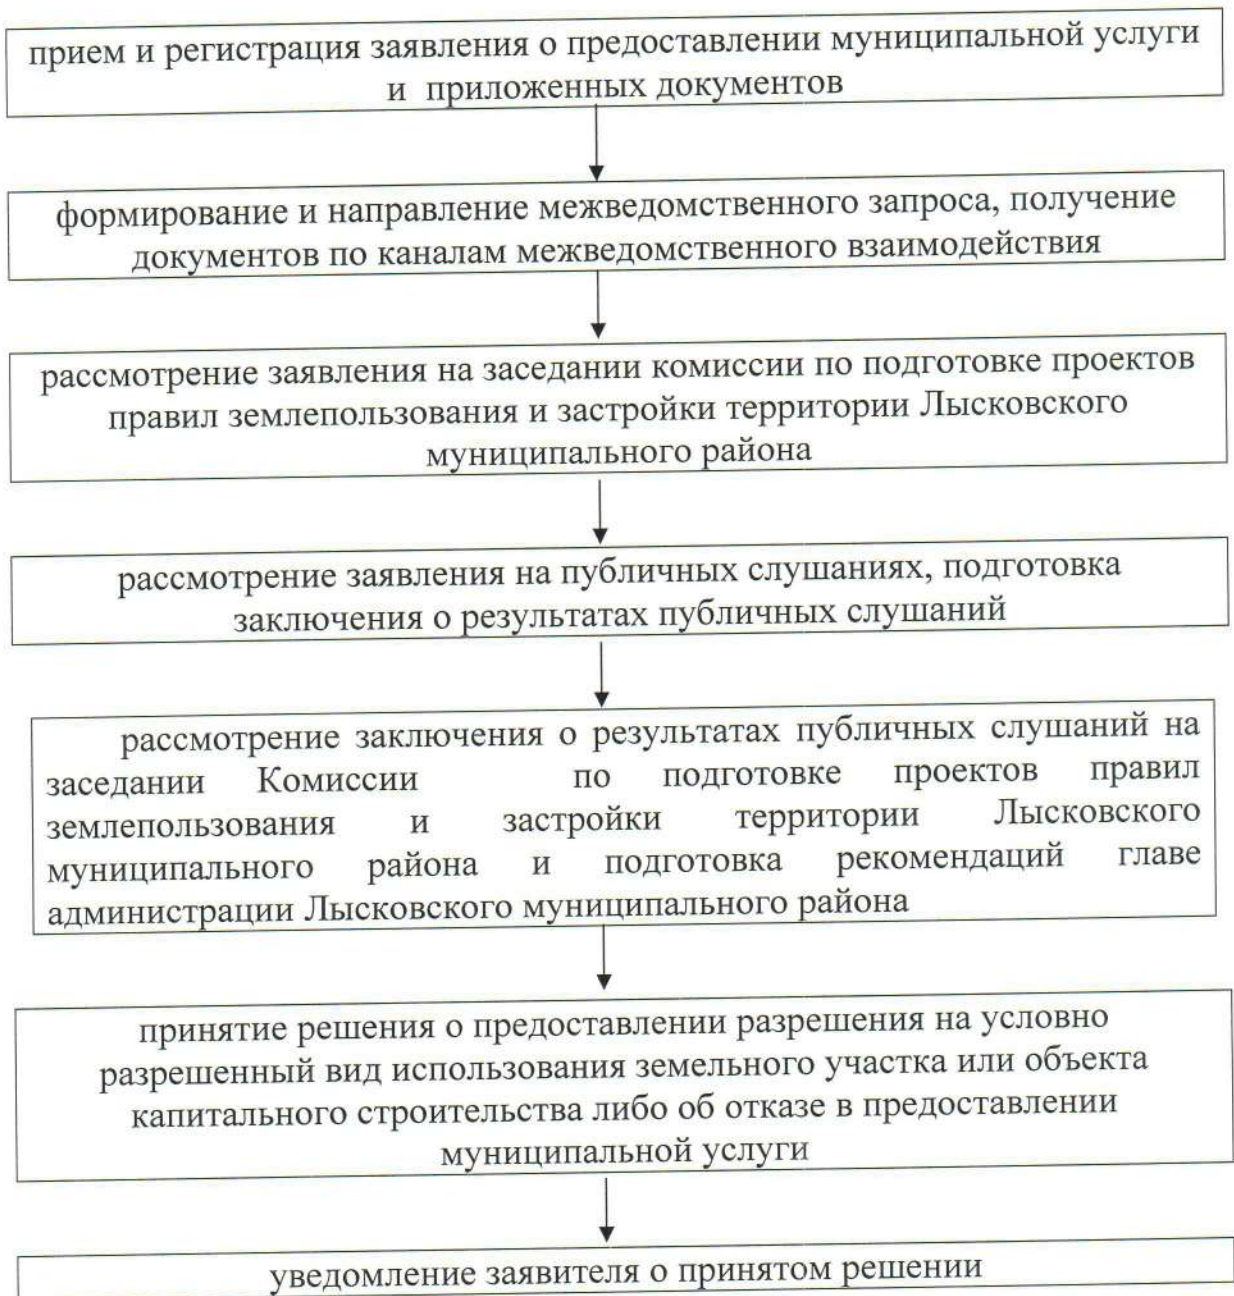 прием и регистрация заявления о предоставлении муниципальной услуги
и приложенных документов
формирование и направление межведомственного запроса, получение
документов по каналам межведомственного взаимодействия
рассмотрение заявления на заседании комиссии по подготовке проектов
правил землепользования и застройки территории Лысковского
муниципального района
рассмотрение заявления на публичных слушаниях, подготовка
заключения о результатах публичных слушаний
рассмотрение заключения о результатах публичных слушаний на
заседании Комиссии по подготовке проектов правил
землепользования и застройки территории Лысковского
муниципального района и подготовка рекомендаций главе
администрации Лысковского муниципального района
принятие решения о предоставлении разрешения на условно
разрешенный вид использования земельного участка или объекта
капитального строительства либо об отказе в предоставлении
муниципальной услуги
уведомление заявителя о принятом решении